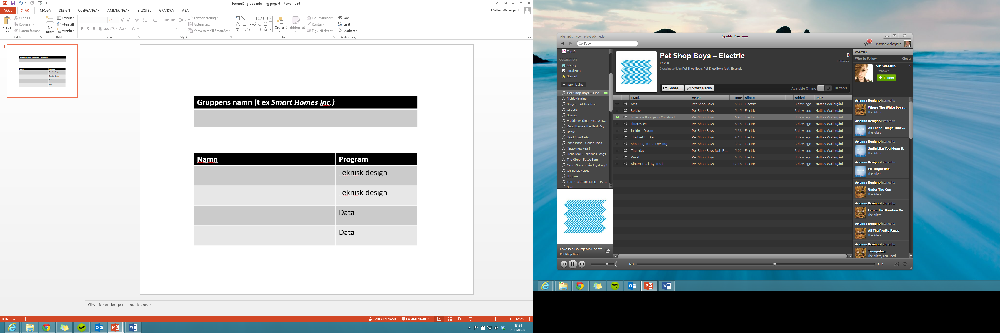 Formulär gruppindelning projekt - PowerPoint
ARKIV START INFOGA DESIGN ÖVERGÅNGAR ANIMERINGAR BILDSPEL GRANSKA VISA
Mattias Wallergård
Klistra in
Klipp ut
Kopiera
Hämta format
Urklipp
Ny bild
Layout
Återställ
Avsnitt
Bilder
32
F K U S abc AV Aa A
Tecken
Textorientering
Justera text
Konvertera till SmartArt
Stycke
Ordna
Snabbformat
Figurfyllning
Kontur
Figureffekter
Rita
Sök
Ersätt
Markera
Redigering
1
Gruppens namn (t ex Smart Homes Inc.)
Namn Program
Teknisk design
Teknisk design
Data
Data
Gruppens namn (t ex Smart Homes Inc.)
Namn Program
Teknisk design
Teknisk design
Data
Data
Klicka för att lägga till anteckningar
BILD 1 AV 1
ANTECKNINGAR KOMMENTARER 125 %
13:34
2013-08-16
Spotify Premium
File Edit View Playback Help
Search
6
Mattias Wallergård
10 Top10
COLLECTION
Library
Local Files
Starred
+ New Playlist
Pet Shop Boys – Elec...
Nightswimming
Sting - ...All This Time
Qi Gong
Sommar
Freddie Wadling - With A Li...
David Bowie - The Next Day
Bowie
Liked from Radio
Piano Piano - Classic Piano
Happy new year!
Diana Krall - Christmas Songs
The Killers - Battle Born
Mauro Scocco - Årets julklapp!
Christmas Voices
Ultravox
Top 10 Ultravox Songs - Ev...
Soul
Love is a Bourgeois Constr
Pet Shop Boys
Pet Shop Boys – Electric
by you
Including artists: Pet Shop Boys, Pet Shop Boys feat. Example
0
Followers
Share... Start Radio
Available Offline 10 tracks
Track Artist Time Album Added User
Axis Pet Shop Boys 5:33 Electric 3 days ago Mattias Wallergård
Bolshy Pet Shop Boys 5:45 Electric 3 days ago Mattias Wallergård
Love is a Bourgeois Construct Pet Shop Boys 6:42 Electric 3 days ago Mattias Wallergård
Fluorescent Pet Shop Boys 6:15 Electric 3 days ago Mattias Wallergård
Inside a Dream Pet Shop Boys 5:38 Electric 3 days ago Mattias Wallergård
The Last to Die Pet Shop Boys 4:13 Electric 3 days ago Mattias Wallergård
Shouting in the Evening Pet Shop Boys 3:37 Electric 3 days ago Mattias Wallergård
Thursday Pet Shop Boys feat. E... 5:02 Electric 3 days ago Mattias Wallergård
Vocal Pet Shop Boys 6:35 Electric 3 days ago Mattias Wallergård
Album Track By Track Pet Shop Boys 17:16 Electric 3 days ago Mattias Wallergård
Activity
Who to Follow Close
Siri Wassrin
1 follower
+ Follow
Arianna Benigno listened to
Where The White Boys...
The Killers
Arianna Benigno listened to
All These Things That ...
The Killers
Arianna Benigno listened to
Smile Like You Mean It
The Killers
Arianna Benigno listened to
Mr. Brightside
The Killers
Arianna Benigno listened to
Under The Gun
The Killers
Arianna Benigno listened to
Leave The Bourbon On...
The Killers
Arianna Benigno listened to
All The Pretty Faces
The Killers
Arianna Benigno listened to
Tranquilize
The Killers, Lou Reed
3:53 6:42